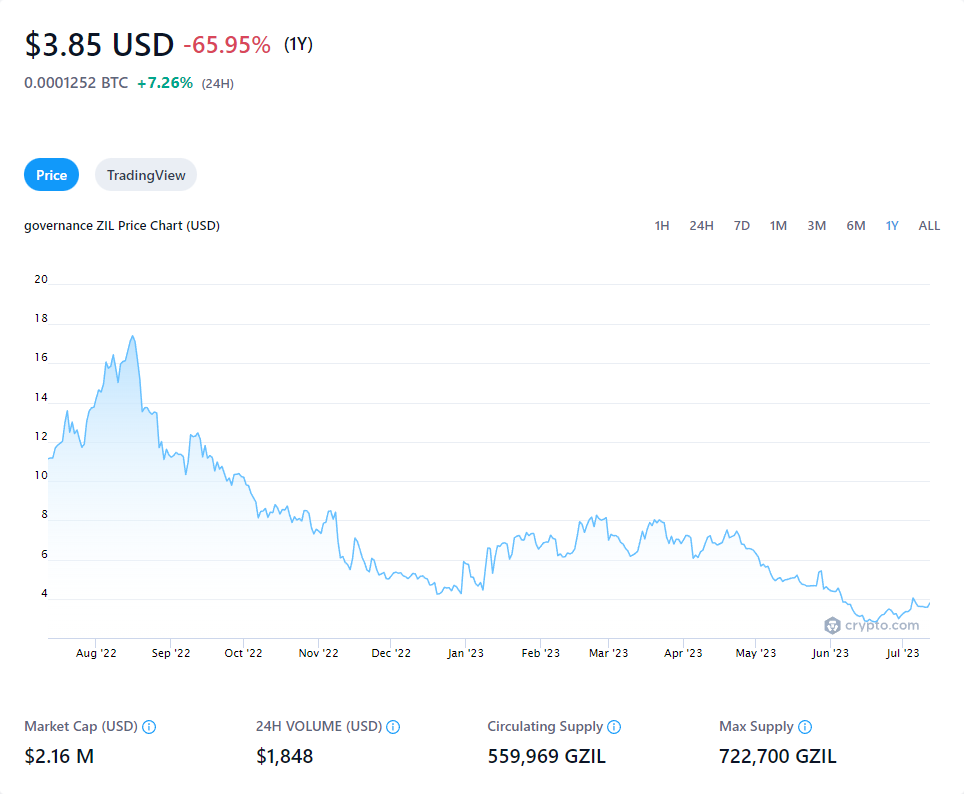 $3.85 USD -65.95% (1Y)
0.0001252 BTC +7.26% (24H)
Price TradingView
governance ZIL Price Chart (USD) 1H 24H 7D 1M 3M 6M 1Y ALL
20
18
16
14
12
10
8
6
4
crypto.com
Aug '22 Sep '22 Oct '22 Nov '22 Dec '22 Jan '23 Feb '23 Mar '23 Apr '23 May '23 Jun '23 Jul '23
Market Cap (USD) 24H VOLUME (USD) Circulating Supply Max Supply
$2.16 M $1,848 559,969 GZIL 722,700 GZIL